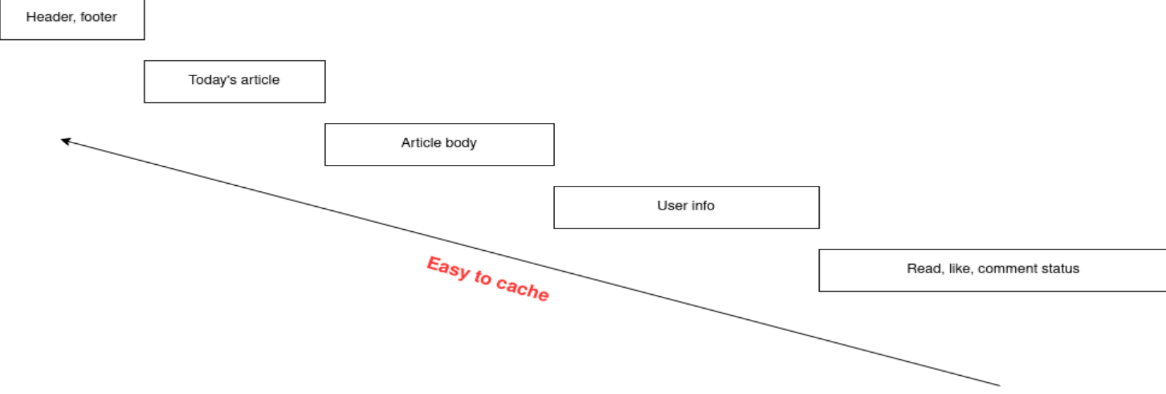 Header, footer
Today's article
Article body
User info
Read, like, comment status
Easy to cache